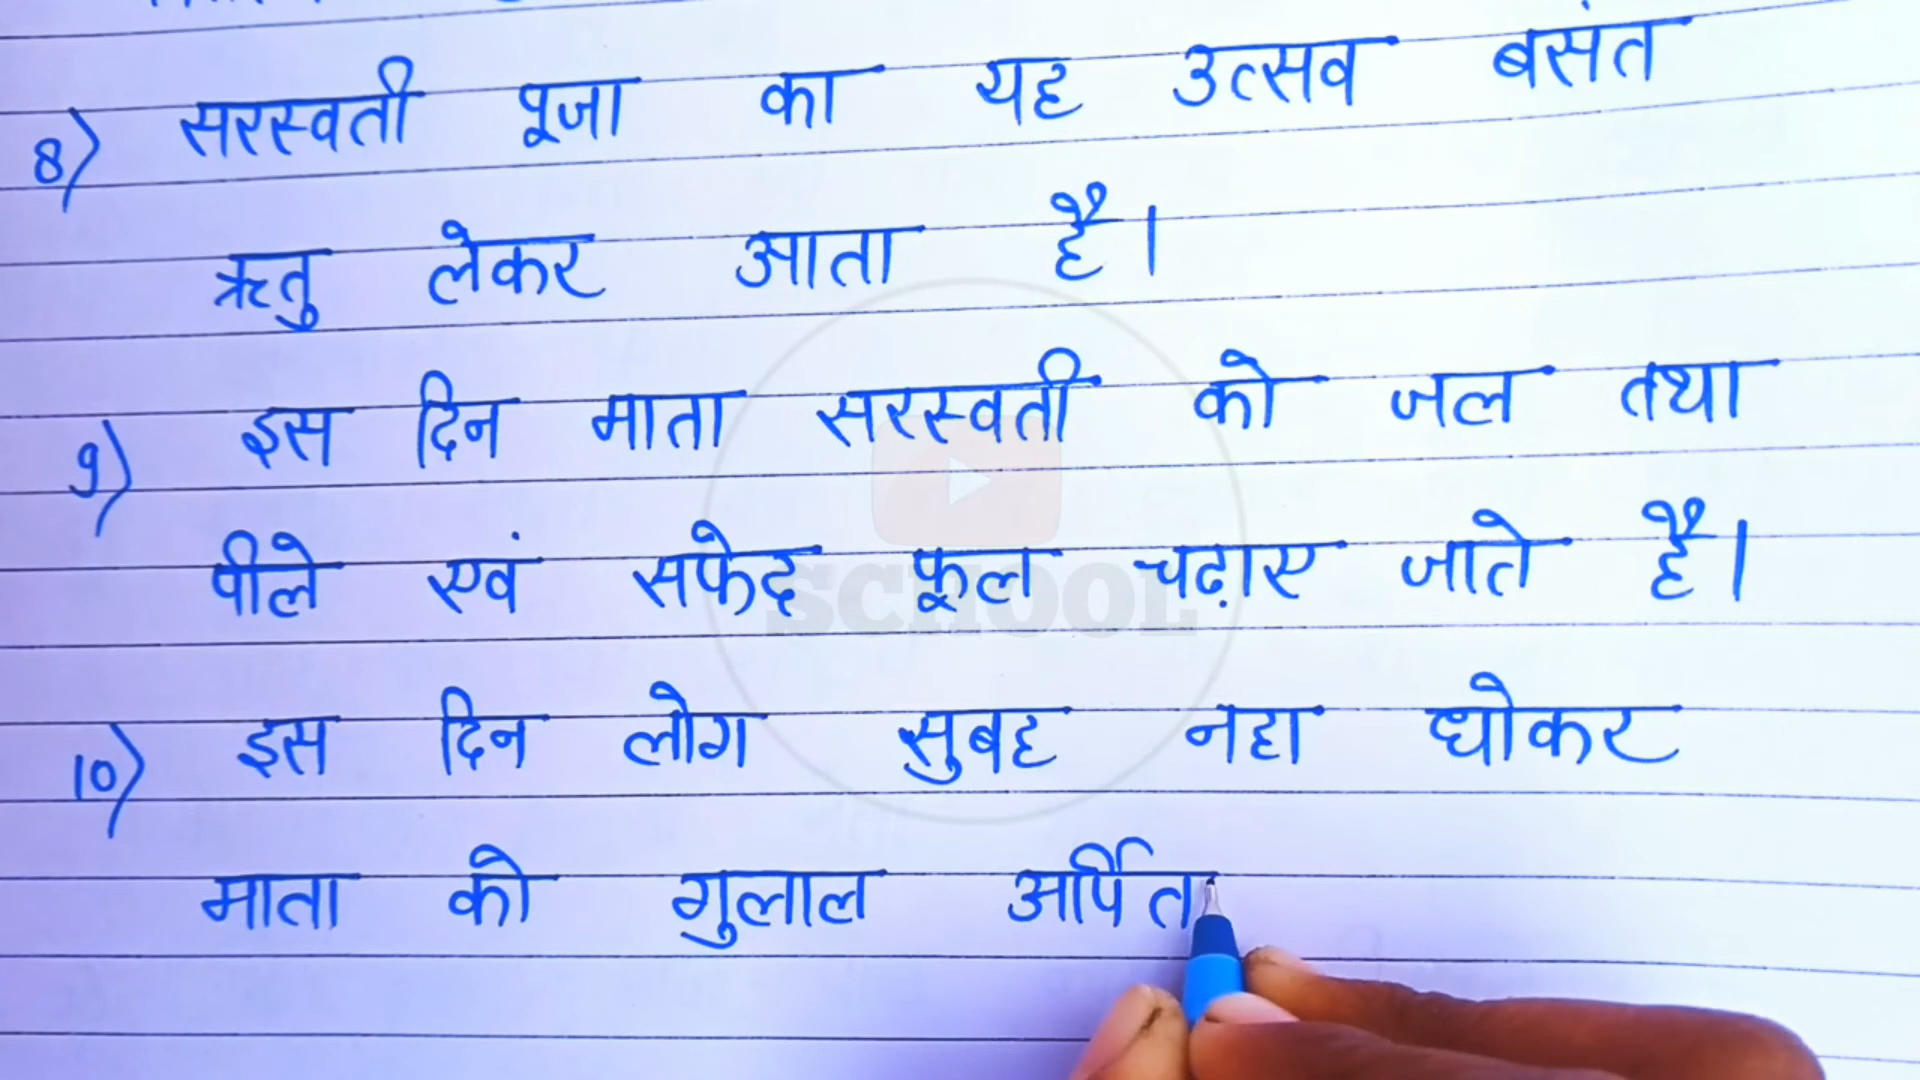 8) सरस्वती पूजा का यह उत्सव बसंत
ऋतु लेकर आता है।
9) इस दिन माता सरस्वती को जल तथा
पीले एवं सफेद फूल चढ़ाए जाते है।
SCHOOL
10) इस दिन लोग सुबह नहा धोकर
माता को गुलाल अर्पित